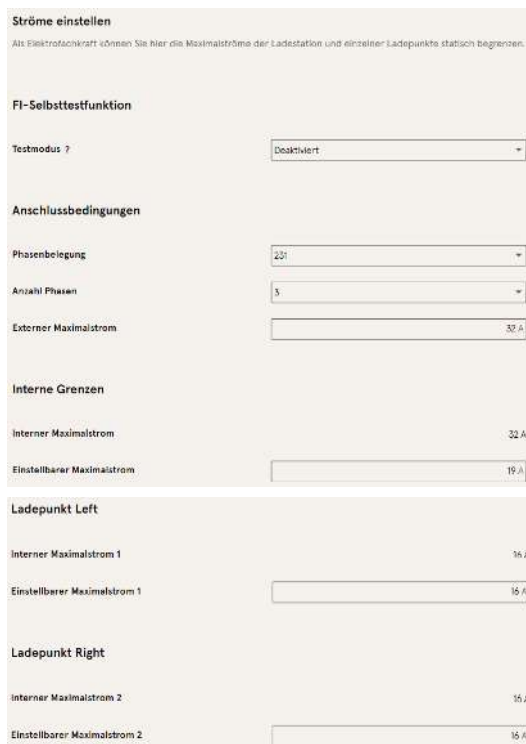 Ströme einstellen
Als Elektrofachkraft können Sie hier die Maximalströme der Ladestation und einzelner Ladepunkte statisch begrenzen.
FI-Selbsttestfunktion
Testmodus ? Deaktiviert
Anschlussbedingungen
Phasenbelegung 231
Anzahl Phasen 3
Externer Maximalstrom 32 A
Interne Grenzen
Interner Maximalstrom 32 A
Einstellbarer Maximalstrom 19 A
Ladepunkt Left
Interner Maximalstrom 1 16 A
Einstellbarer Maximalstrom 1 16 A
Ladepunkt Right
Interner Maximalstrom 2 16 A
Einstellbarer Maximalstrom 2 16 A